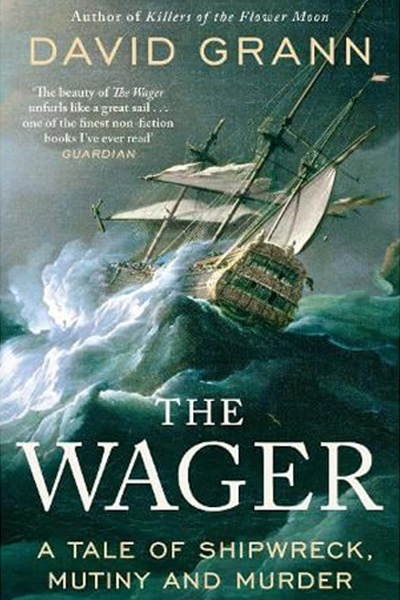 Author of Killers of the Flower Moon
DAVID GRANN
'The beauty of The Wager
unfurls like a great sail . . .
one of the finest non-fiction
books I've ever read'
GUARDIAN
THE
WAGER
A TALE OF SHIPWRECK,
MUTINY AND MURDER